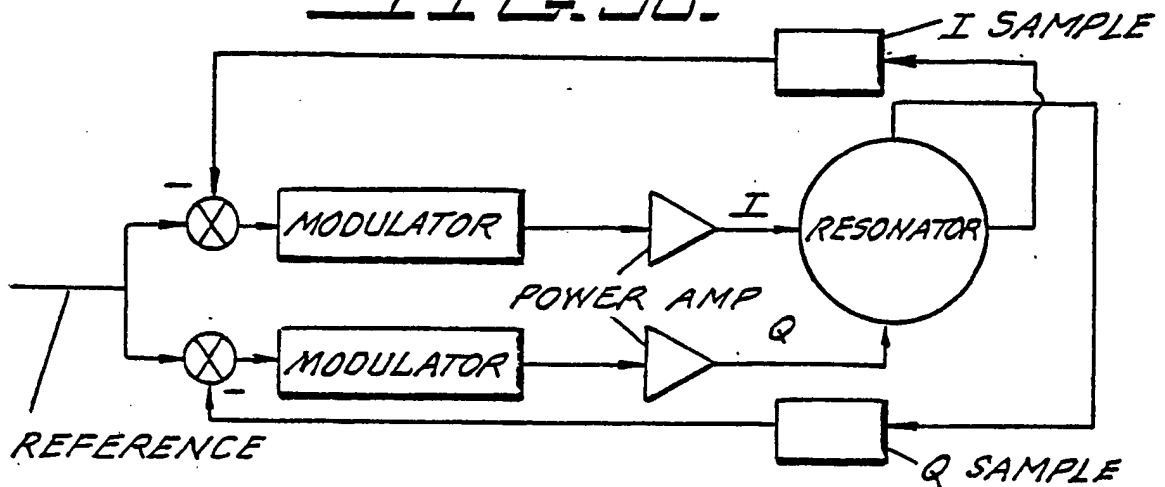 I SAMPLE
−
MODULATOR
I
RESONATOR
POWER AMP
Q
MODULATOR
−
REFERENCE
Q SAMPLE